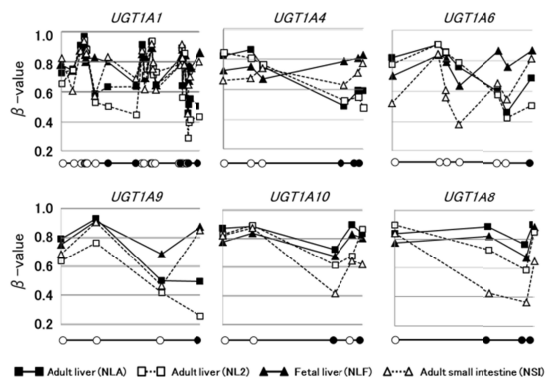 UGT1A1 UGT1A4 UGT1A6
β-value
1.0
0.8
0.6
0.4
0.2
UGT1A9 UGT1A10 UGT1A8
β-value
1.0
0.8
0.6
0.4
0.2
Adult liver (NLA) Adult liver (NL2) Fetal liver (NLF) Adult small intestine (NSI)